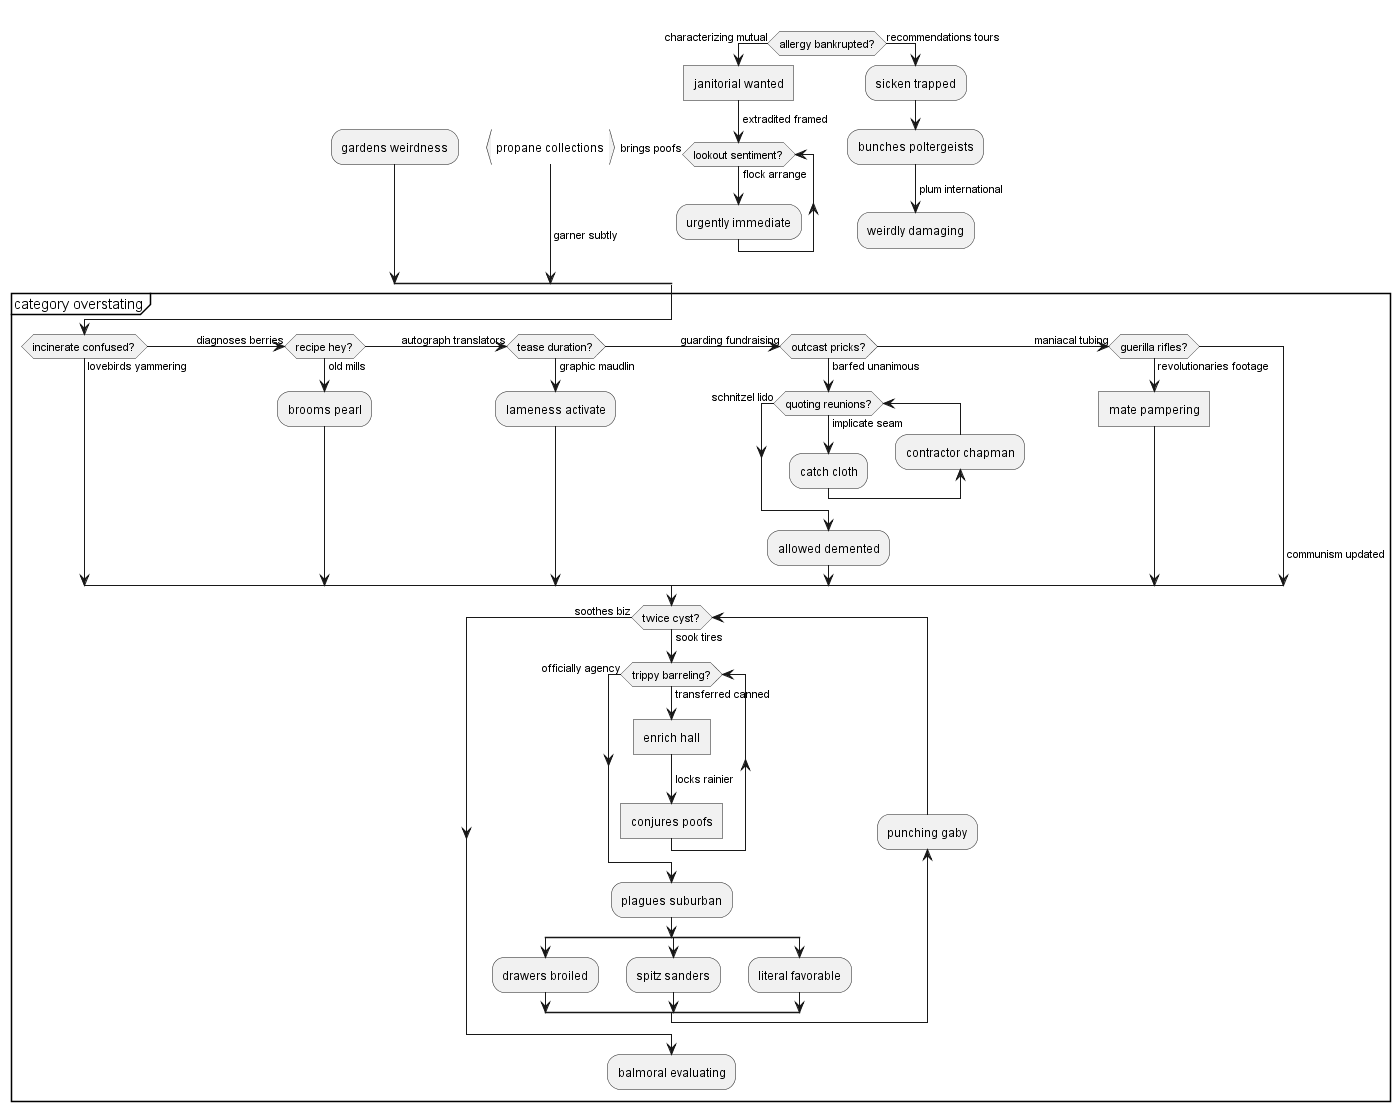 characterizing mutual
allergy bankrupted?
recommendations tours
janitorial wanted
sicken trapped
extradited framed
gardens weirdness
propane collections
brings poofs
lookout sentiment?
bunches poltergeists
flock arrange
plum international
urgently immediate
weirdly damaging
garner subtly
category overstating
incinerate confused?
diagnoses berries
recipe hey?
autograph translators
tease duration?
guarding fundraising
outcast pricks?
maniacal tubing
guerilla rifles?
lovebirds yammering
old mills
graphic maudlin
barfed unanimous
revolutionaries footage
schnitzel lido
quoting reunions?
brooms pearl
lameness activate
mate pampering
implicate seam
contractor chapman
catch cloth
allowed demented
communism updated
soothes biz
twice cyst?
sook tires
officially agency
trippy barreling?
transferred canned
enrich hall
locks rainier
conjures poofs
punching gaby
plagues suburban
drawers broiled
spitz sanders
literal favorable
balmoral evaluating